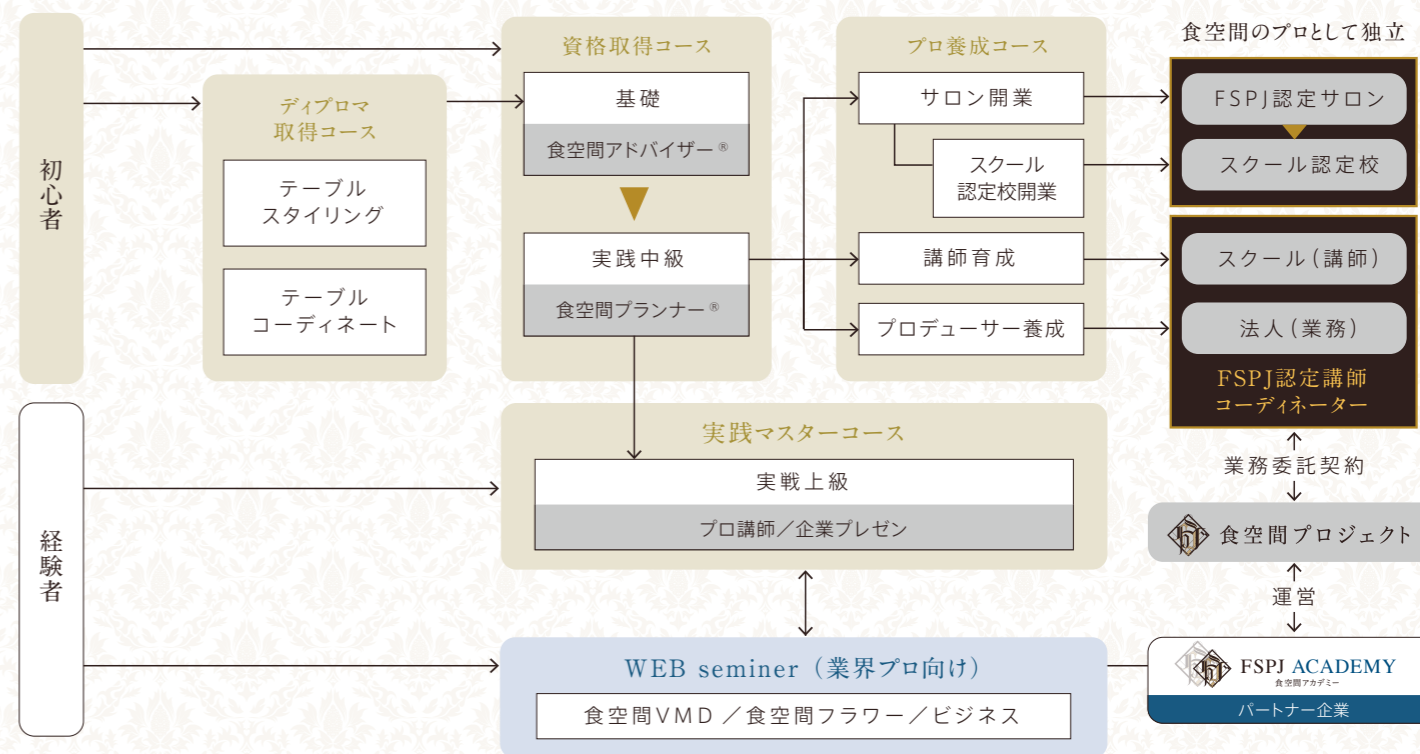 初心者
ディプロマ
取得コース
テーブル
スタイリング
テーブル
コーディネート
資格取得コース
基礎
食空間アドバイザー®
実践中級
食空間プランナー®
プロ養成コース
サロン開業
スクール
認定校開業
講師育成
プロデューサー養成
食空間のプロとして独立
FSPJ認定サロン
スクール認定校
スクール(講師)
法人(業務)
FSPJ認定講師
コーディネーター
経験者
実践マスターコース
実戦上級
プロ講師/企業プレゼン
WEB seminer(業界プロ向け)
食空間VMD/食空間フラワー/ビジネス
業務委託契約
食空間プロジェクト
運営
FSPJ ACADEMY
食空間アカデミー
パートナー企業